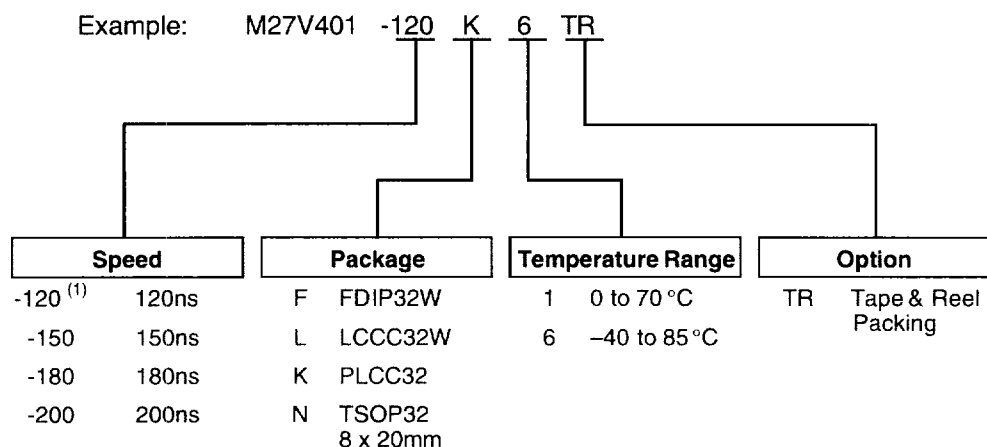 Example: M27V401 -120 K 6 TR
Speed
-120 (1) 120ns
-150 150ns
-180 180ns
-200 200ns
Package
F FDIP32W
L LCCC32W
K PLCC32
N TSOP32
8 x 20mm
Temperature Range
1 0 to 70 °C
6 –40 to 85 °C
Option
TR Tape & Reel
Packing